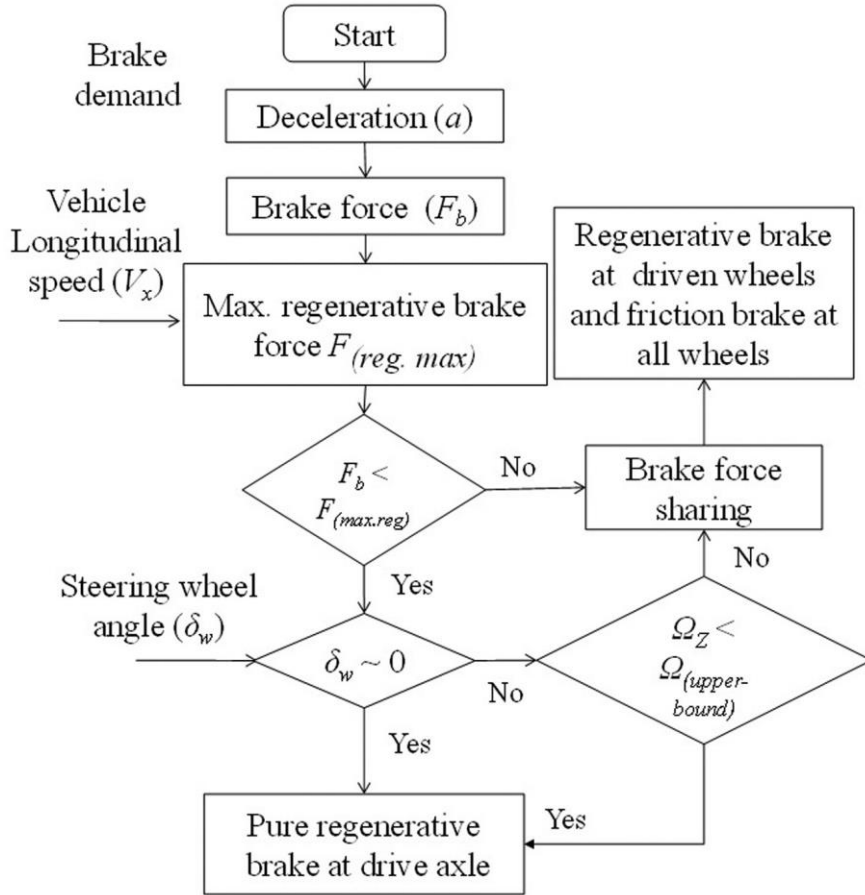 Start
Brake
demand
Deceleration (a)
Brake force (F_b)
Vehicle
Longitudinal
speed (V_x)
Max. regenerative brake
force F_(reg. max)
Regenerative brake
at driven wheels
and friction brake at
all wheels
F_b <
F_(max.reg)
No
Brake force
sharing
Yes
No
Steering wheel
angle (δ_w)
δ_w ~ 0
No
Ω_Z <
Ω_(upper-
bound)
Yes
Pure regenerative
brake at drive axle
Yes